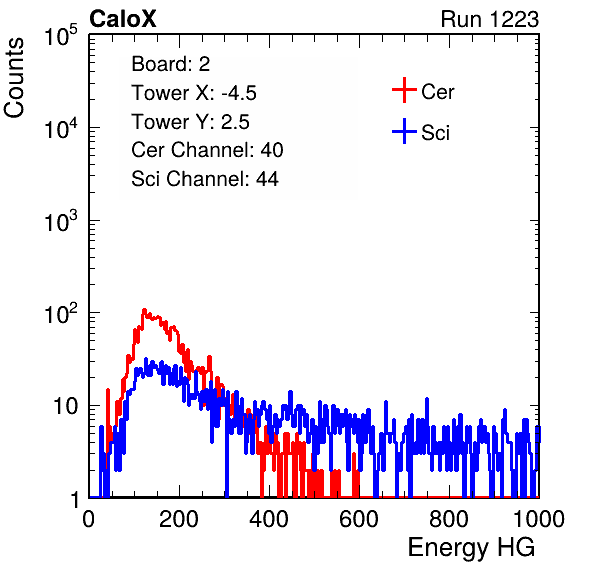 CaloX Run 1223
Counts
10^5
10^4
10^3
10^2
10
1
Board: 2
Tower X: -4.5
Tower Y: 2.5
Cer Channel: 40
Sci Channel: 44
Cer
Sci
0 200 400 600 800 1000
Energy HG